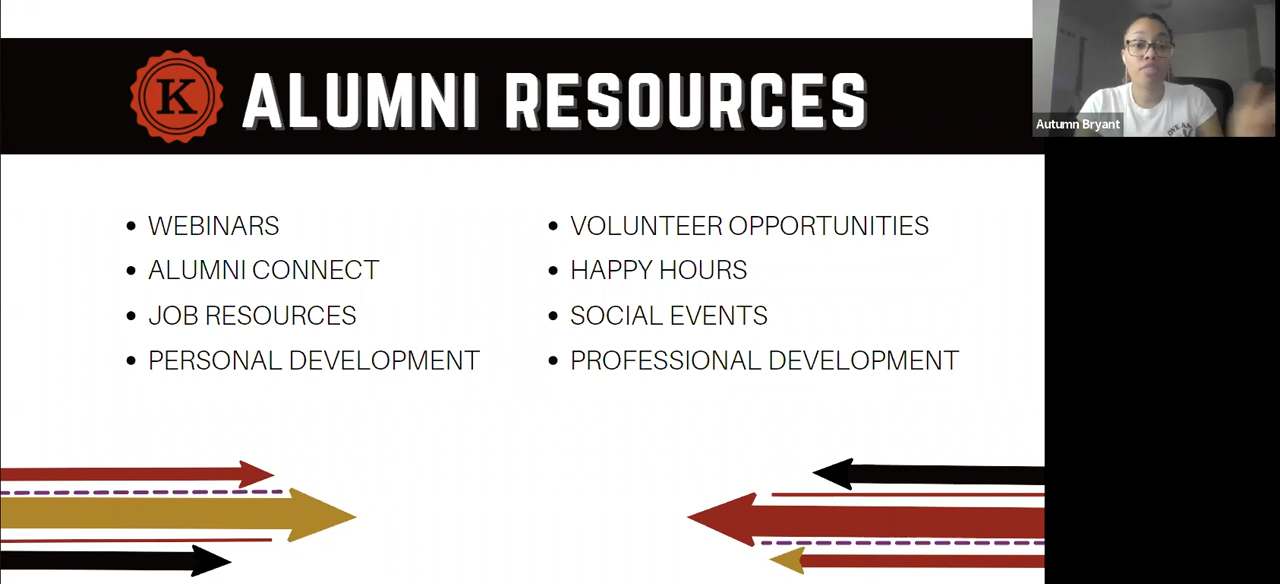 K ALUMNI RESOURCES
WEBINARS
ALUMNI CONNECT
JOB RESOURCES
PERSONAL DEVELOPMENT
VOLUNTEER OPPORTUNITIES
HAPPY HOURS
SOCIAL EVENTS
PROFESSIONAL DEVELOPMENT
Autumn Bryant